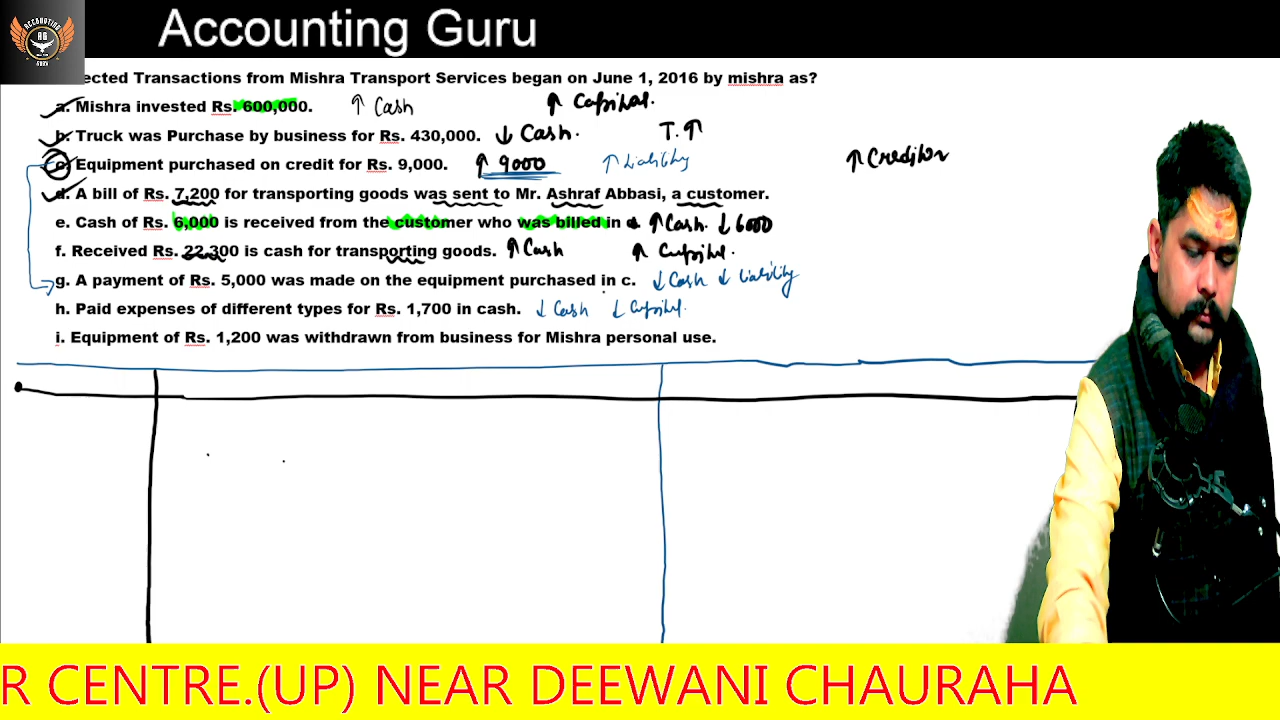 ACCOUNTING
AG
GURU
Accounting Guru
ected Transactions from Mishra Transport Services began on June 1, 2016 by mishra as?
a. Mishra invested Rs. 600,000. ↑ Cash ↑ Capital.
b. Truck was Purchase by business for Rs. 430,000. ↓ Cash. T. ↑
c. Equipment purchased on credit for Rs. 9,000. ↑ 9000 ↑ Liability ↑ Creditor
d. A bill of Rs. 7,200 for transporting goods was sent to Mr. Ashraf Abbasi, a customer.
e. Cash of Rs. 6,000 is received from the customer who was billed in ↑ Cash. ↓ 6000
f. Received Rs. 22,300 is cash for transporting goods. ↑ Cash ↑ Capital.
g. A payment of Rs. 5,000 was made on the equipment purchased in c. ↓ Cash ↓ Liability
h. Paid expenses of different types for Rs. 1,700 in cash. ↓ Cash ↓ Capital.
i. Equipment of Rs. 1,200 was withdrawn from business for Mishra personal use.
R CENTRE.(UP) NEAR DEEWANI CHAURAHA